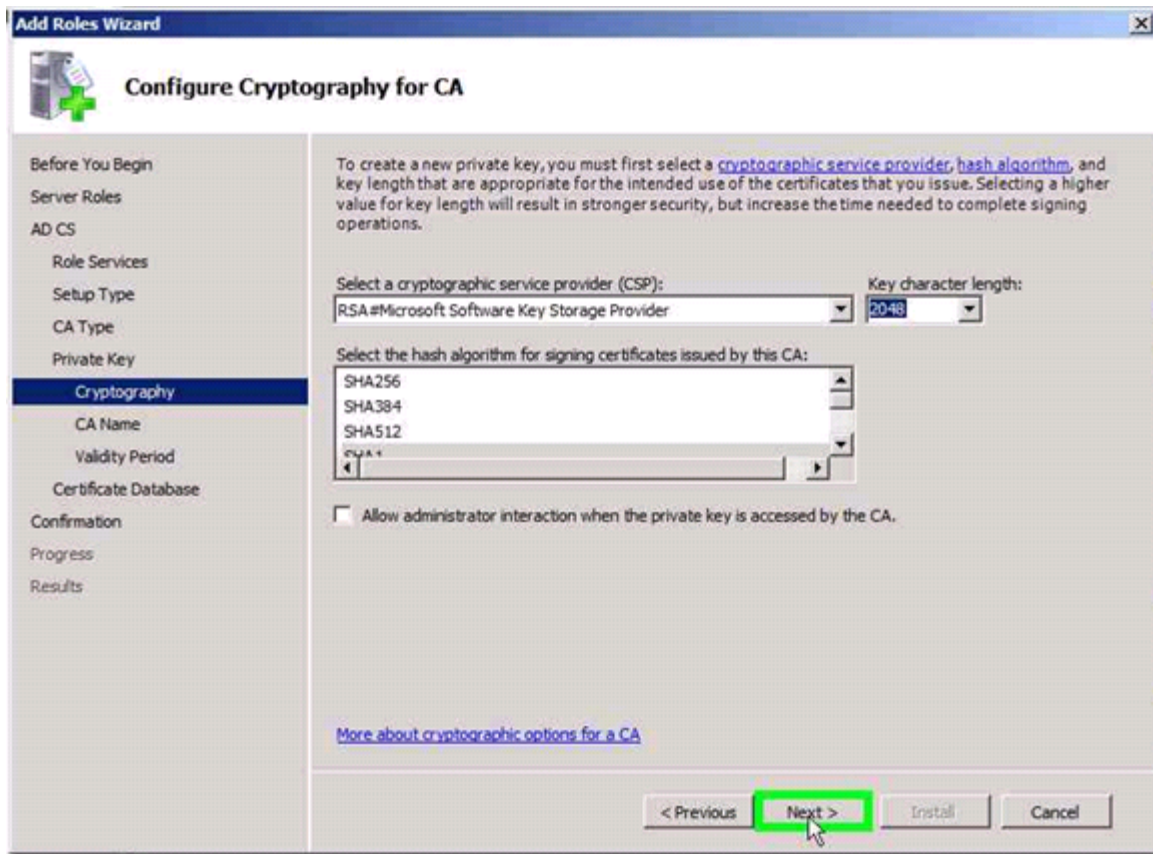 Add Roles Wizard
Configure Cryptography for CA
Before You Begin
Server Roles
AD CS
Role Services
Setup Type
CA Type
Private Key
Cryptography
CA Name
Validity Period
Certificate Database
Confirmation
Progress
Results
To create a new private key, you must first select a cryptographic service provider, hash algorithm, and
key length that are appropriate for the intended use of the certificates that you issue. Selecting a higher
value for key length will result in stronger security, but increase the time needed to complete signing
operations.
Select a cryptographic service provider (CSP):
Key character length:
RSA#Microsoft Software Key Storage Provider
2048
Select the hash algorithm for signing certificates issued by this CA:
SHA256
SHA384
SHA512
SHA1
Allow administrator interaction when the private key is accessed by the CA.
More about cryptographic options for a CA
< Previous
Next >
Install
Cancel